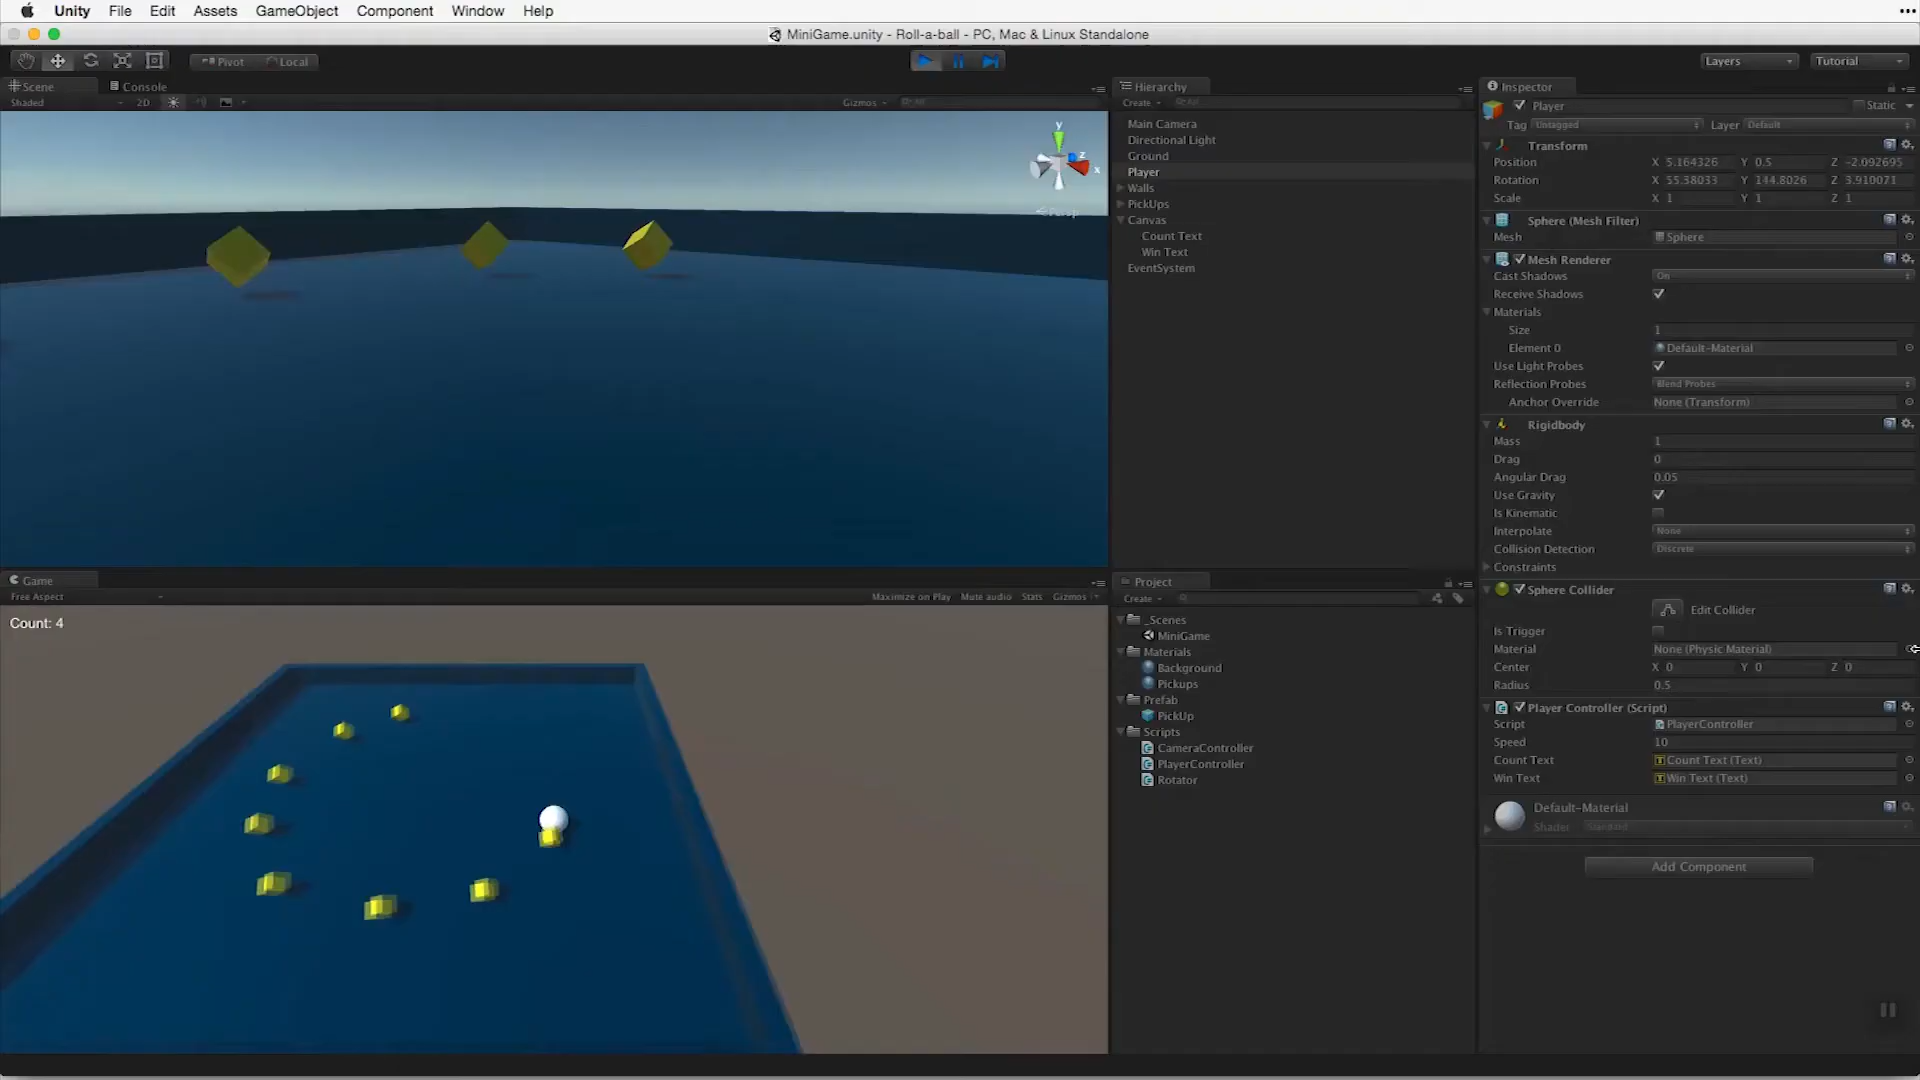 Unity File Edit Assets GameObject Component Window Help
MiniGame.unity - Roll-a-ball - PC, Mac & Linux Standalone
Pivot Local Layers Tutorial
Scene Console
Shaded 2D Gizmos All
y
z
x
Persp
Game
Free Aspect Maximize on Play Mute audio Stats Gizmos
Count: 4
Hierarchy
Create All
Main Camera
Directional Light
Ground
Player
Walls
PickUps
Canvas
Count Text
Win Text
EventSystem
Project
Create
_Scenes
MiniGame
Materials
Background
Pickups
Prefab
PickUp
Scripts
CameraController
PlayerController
Rotator
Inspector
Player Static
Tag Untagged Layer Default
Transform
Position X 5.164326 Y 0.5 Z -2.092695
Rotation X 55.38033 Y 144.8026 Z 3.910071
Scale X 1 Y 1 Z 1
Sphere (Mesh Filter)
Mesh Sphere
Mesh Renderer
Cast Shadows On
Receive Shadows
Materials
Size 1
Element 0 Default-Material
Use Light Probes
Reflection Probes Blend Probes
Anchor Override None (Transform)
Rigidbody
Mass 1
Drag 0
Angular Drag 0.05
Use Gravity
Is Kinematic
Interpolate None
Collision Detection Discrete
Constraints
Sphere Collider
Edit Collider
Is Trigger
Material None (Physic Material)
Center X 0 Y 0 Z 0
Radius 0.5
Player Controller (Script)
Script PlayerController
Speed 10
Count Text Count Text (Text)
Win Text Win Text (Text)
Default-Material
Shader Standard
Add Component